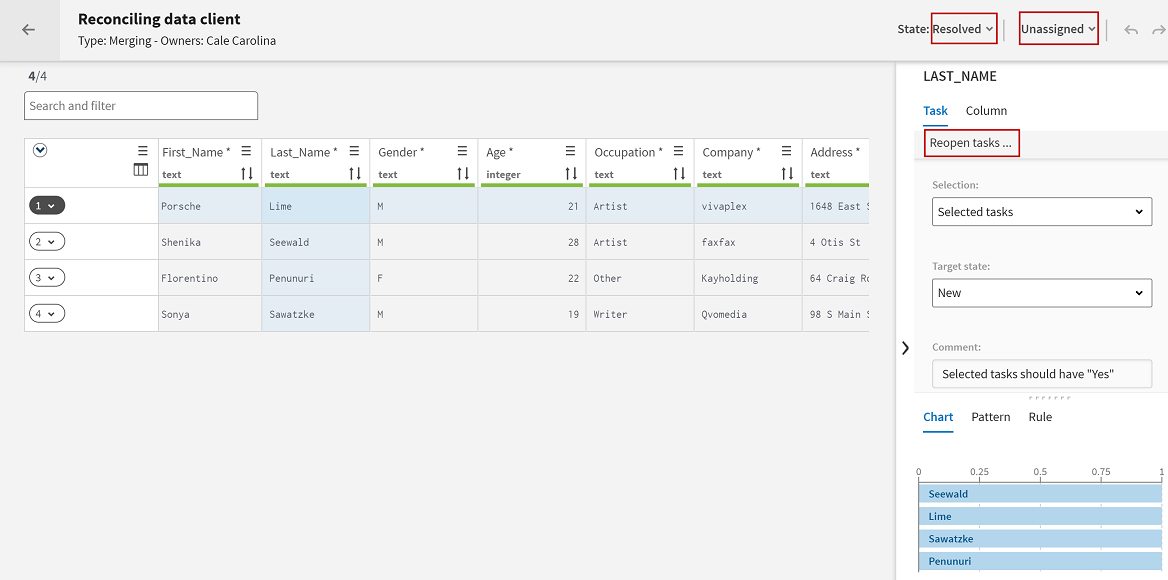 Reconciling data client
Type: Merging - Owners: Cale Carolina
State: Resolved
Unassigned
4/4
Search and filter
First_Name * Last_Name * Gender * Age * Occupation * Company * Address *
text text text integer text text text
1 Porsche Lime M 21 Artist vivaplex 1648 East
2 Shenika Seewald M 28 Artist faxfax 4 Otis St
3 Florentino Penunuri F 22 Other Kayholding 64 Craig
4 Sonya Sawatzke M 19 Writer Qvomedia 98 S Main
LAST_NAME
Task Column
Reopen tasks ...
Selection:
Selected tasks
Target state:
New
Comment:
Selected tasks should have "Yes"
Chart Pattern Rule
0 0.25 0.5 0.75 1
Seewald
Lime
Sawatzke
Penunuri